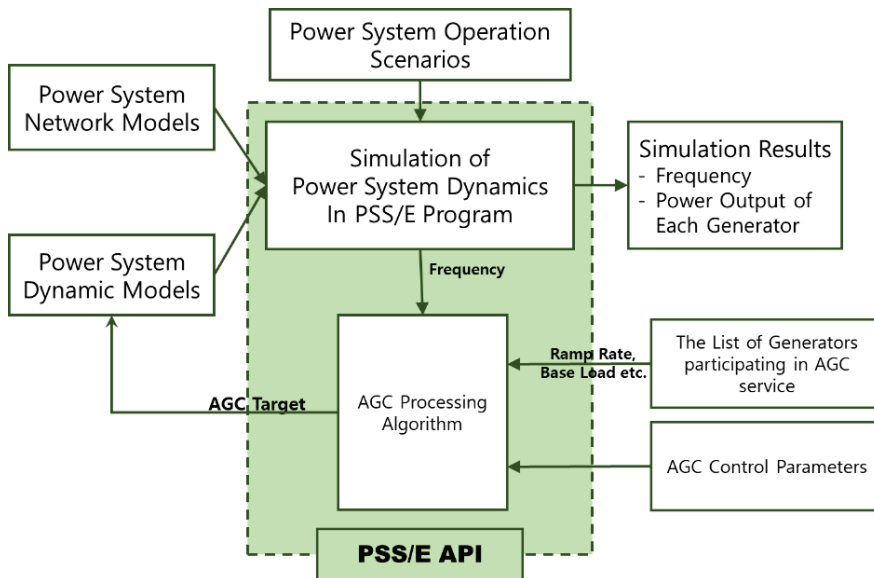 Power System Operation
Scenarios
Power System
Network Models
Simulation of
Power System Dynamics
In PSS/E Program
Simulation Results
- Frequency
- Power Output of
Each Generator
Power System
Dynamic Models
Frequency
Ramp Rate,
Base Load etc.
The List of Generators
participating in AGC
service
AGC Target
AGC Processing
Algorithm
AGC Control Parameters
PSS/E API